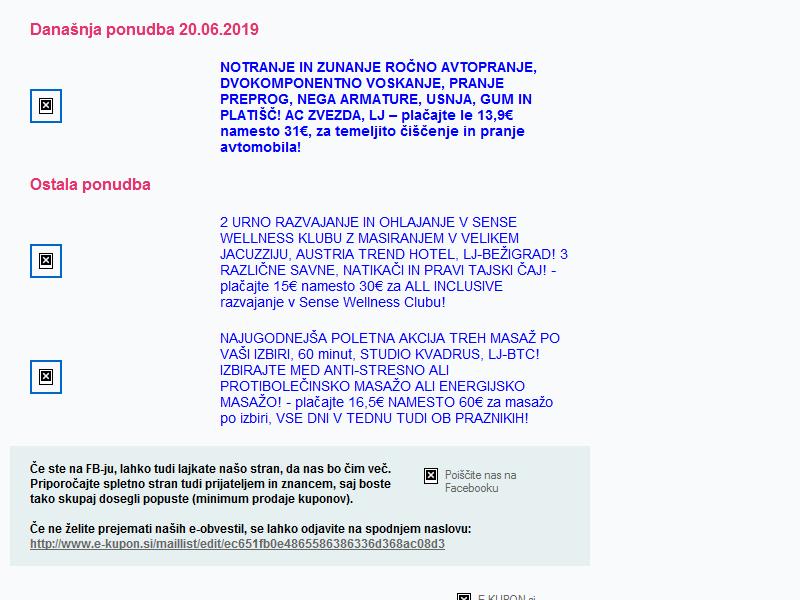 Današnja ponudba 20.06.2019
NOTRANJE IN ZUNANJE ROČNO AVTOPRANJE,
DVOKOMPONENTNO VOSKANJE, PRANJE
PREPROG, NEGA ARMATURE, USNJA, GUM IN
PLATIŠČ! AC ZVEZDA, LJ – plačajte le 13,9€
namesto 31€, za temeljito čiščenje in pranje
avtomobila!
Ostala ponudba
2 URNO RAZVAJANJE IN OHLAJANJE V SENSE
WELLNESS KLUBU Z MASIRANJEM V VELIKEM
JACUZZIJU, AUSTRIA TREND HOTEL, LJ-BEŽIGRAD! 3
RAZLIČNE SAVNE, NATIKAČI IN PRAVI TAJSKI ČAJ! -
plačajte 15€ namesto 30€ za ALL INCLUSIVE
razvajanje v Sense Wellness Clubu!
NAJUGODNEJŠA POLETNA AKCIJA TREH MASAŽ PO
VAŠI IZBIRI, 60 minut, STUDIO KVADRUS, LJ-BTC!
IZBIRAJTE MED ANTI-STRESNO ALI
PROTIBOLEČINSKO MASAŽO ALI ENERGIJSKO
MASAŽO! - plačajte 16,5€ NAMESTO 60€ za masažo
po izbiri, VSE DNI V TEDNU TUDI OB PRAZNIKIH!
Če ste na FB-ju, lahko tudi lajkate našo stran, da nas bo čim več.
Priporočajte spletno stran tudi prijateljem in znancem, saj boste
tako skupaj dosegli popuste (minimum prodaje kuponov).
Poiščite nas na
Facebooku
Če ne želite prejemati naših e-obvestil, se lahko odjavite na spodnjem naslovu:
http://www.e-kupon.si/maillist/edit/ec651fb0e4865586386336d368ac08d3
E-KUPON.si